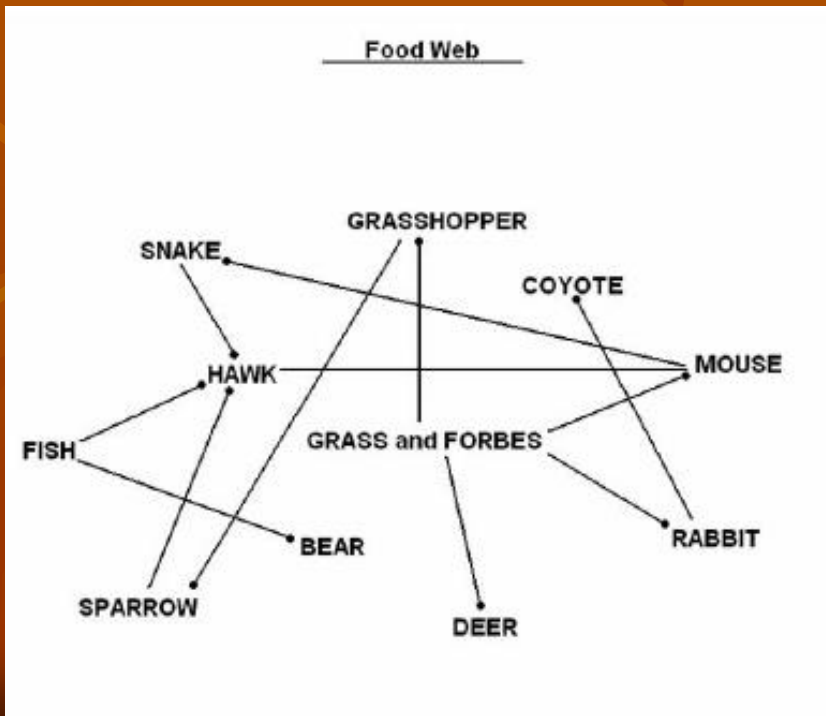 Food Web
GRASSHOPPER
SNAKE
COYOTE
MOUSE
HAWK
GRASS and FORBES
FISH
RABBIT
BEAR
SPARROW
DEER